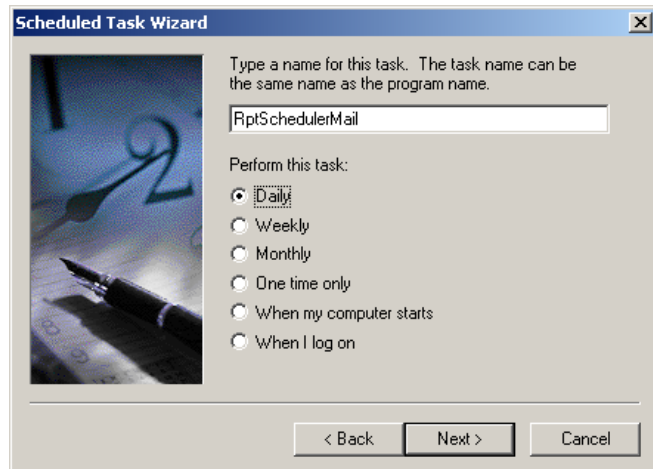 Scheduled Task Wizard
Type a name for this task. The task name can be
the same name as the program name.
RptSchedulerMail
Perform this task:
Daily
Weekly
Monthly
One time only
When my computer starts
When I log on
< Back
Next >
Cancel